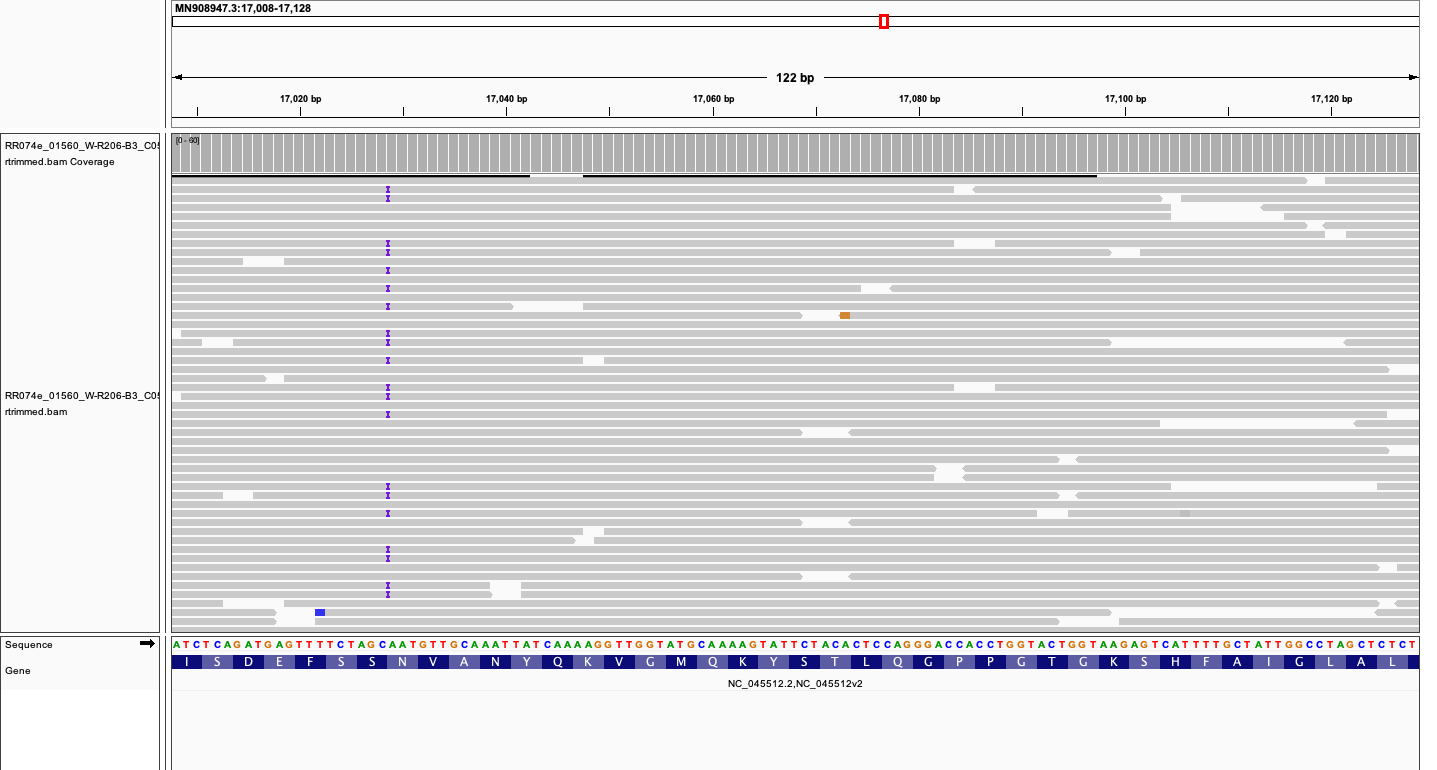 MN908947.3:17,008-17,128
122 bp
17,020 bp 17,040 bp 17,060 bp 17,080 bp 17,100 bp 17,120 bp
RR074e_01560_W-R206-B3_C05
rtrimmed.bam Coverage
[0 - 60]
RR074e_01560_W-R206-B3_C05
rtrimmed.bam
Sequence
ATCTCAGATGAGTTTTCTAGCAATGTTGCAAATTATCAAAAGGTTGGTATGCAAAAGTATTCTACACTCCAGGGACCACCTGGTACTGGTAAGAGTCATTTTGCTATTGGCCTAGCTCTCT
Gene
I S D E F S S N V A N Y Q K V G M Q K Y S T L Q G P P G T G K S H F A I G L A L
NC_045512.2,NC_045512v2